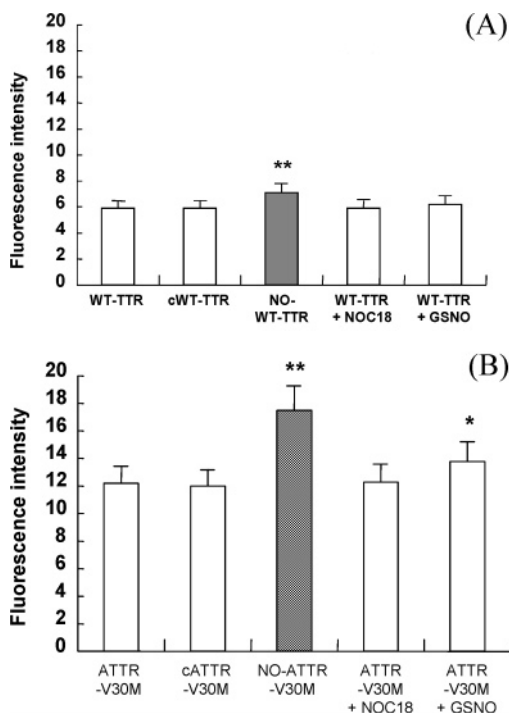 (A)
Fluorescence intensity
20
18
16
14
12
10
8
6
4
2
0
**
WT-TTR
cWT-TTR
NO-
WT-TTR
WT-TTR
+ NOC18
WT-TTR
+ GSNO
(B)
Fluorescence intensity
20
18
16
14
12
10
8
6
4
2
0
**
*
ATTR
-V30M
cATTR
-V30M
NO-ATTR
-V30M
ATTR
-V30M
+ NOC18
ATTR
-V30M
+ GSNO